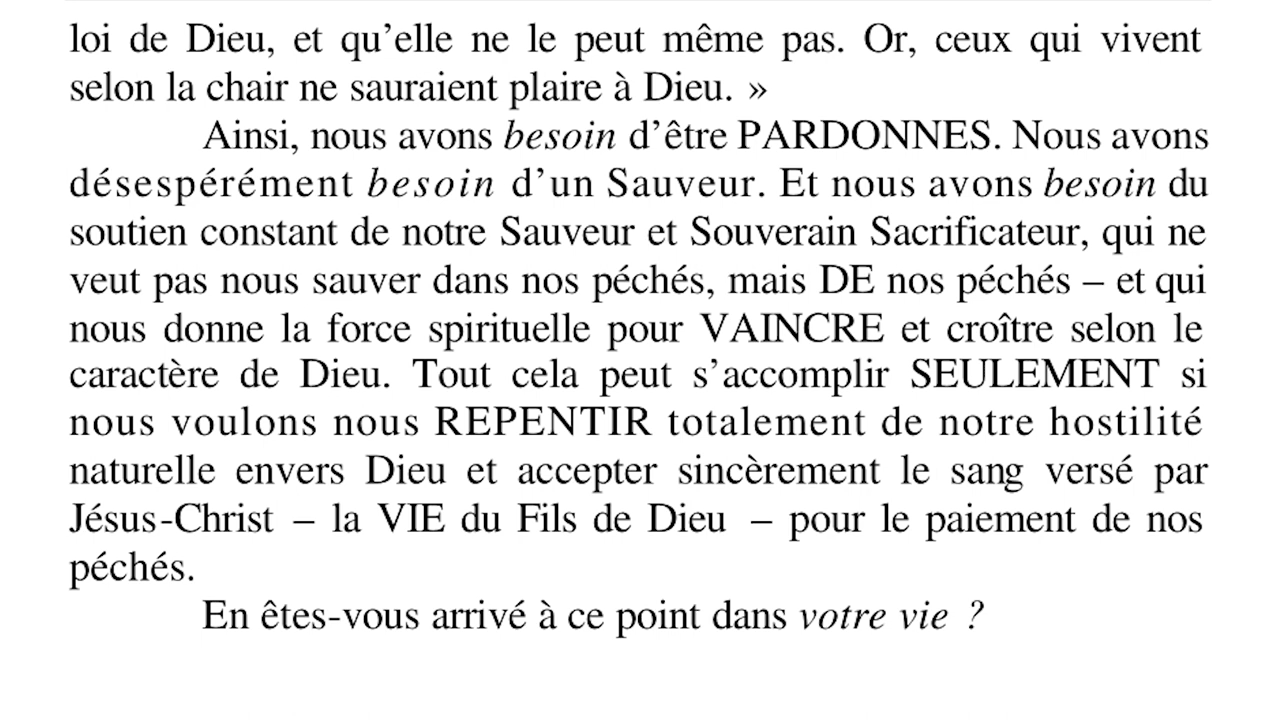 loi de Dieu, et qu’elle ne le peut même pas. Or, ceux qui vivent
selon la chair ne sauraient plaire à Dieu. »
Ainsi, nous avons besoin d’être PARDONNES. Nous avons
désespérément besoin d’un Sauveur. Et nous avons besoin du
soutien constant de notre Sauveur et Souverain Sacrificateur, qui ne
veut pas nous sauver dans nos péchés, mais DE nos péchés – et qui
nous donne la force spirituelle pour VAINCRE et croître selon le
caractère de Dieu. Tout cela peut s’accomplir SEULEMENT si
nous voulons nous REPENTIR totalement de notre hostilité
naturelle envers Dieu et accepter sincèrement le sang versé par
Jésus-Christ – la VIE du Fils de Dieu – pour le paiement de nos
péchés.
En êtes-vous arrivé à ce point dans votre vie ?